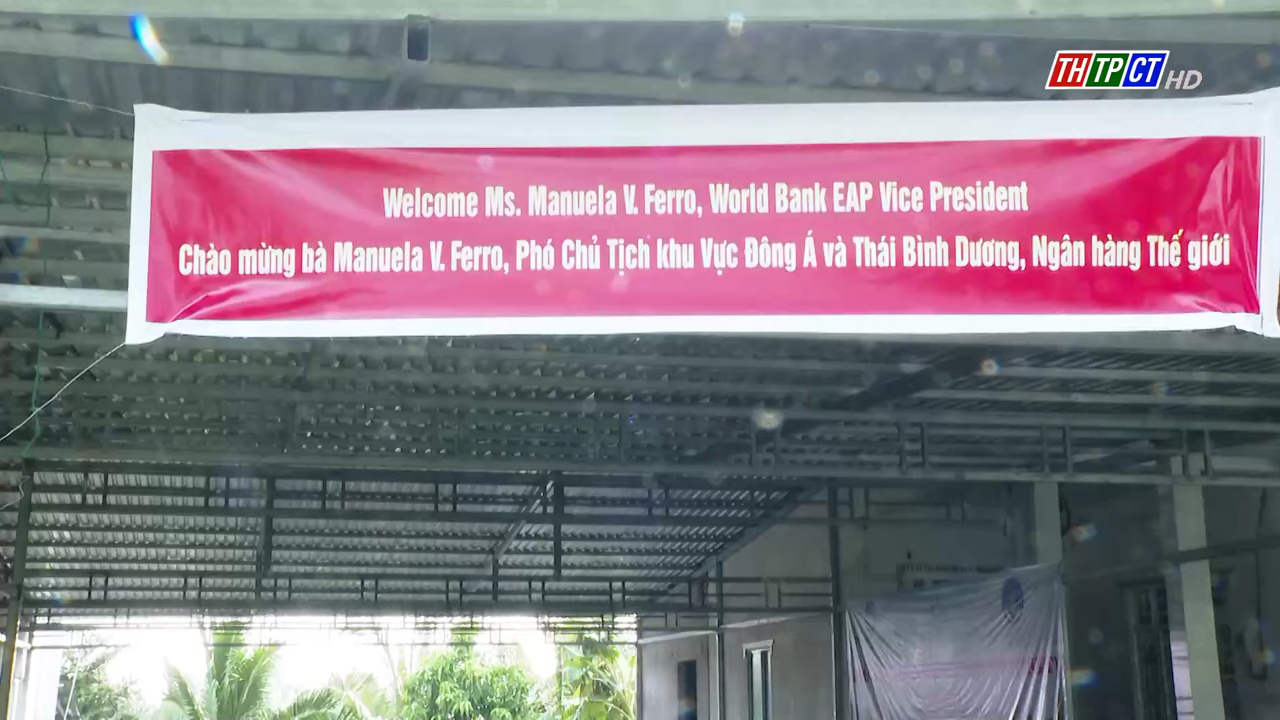 THTPCT HD
Welcome Ms. Manuela V. Ferro, World Bank EAP Vice President
Chào mừng bà Manuela V. Ferro, Phó Chủ Tịch khu Vực Đông Á và Thái Bình Dương, Ngân hàng Thế giới